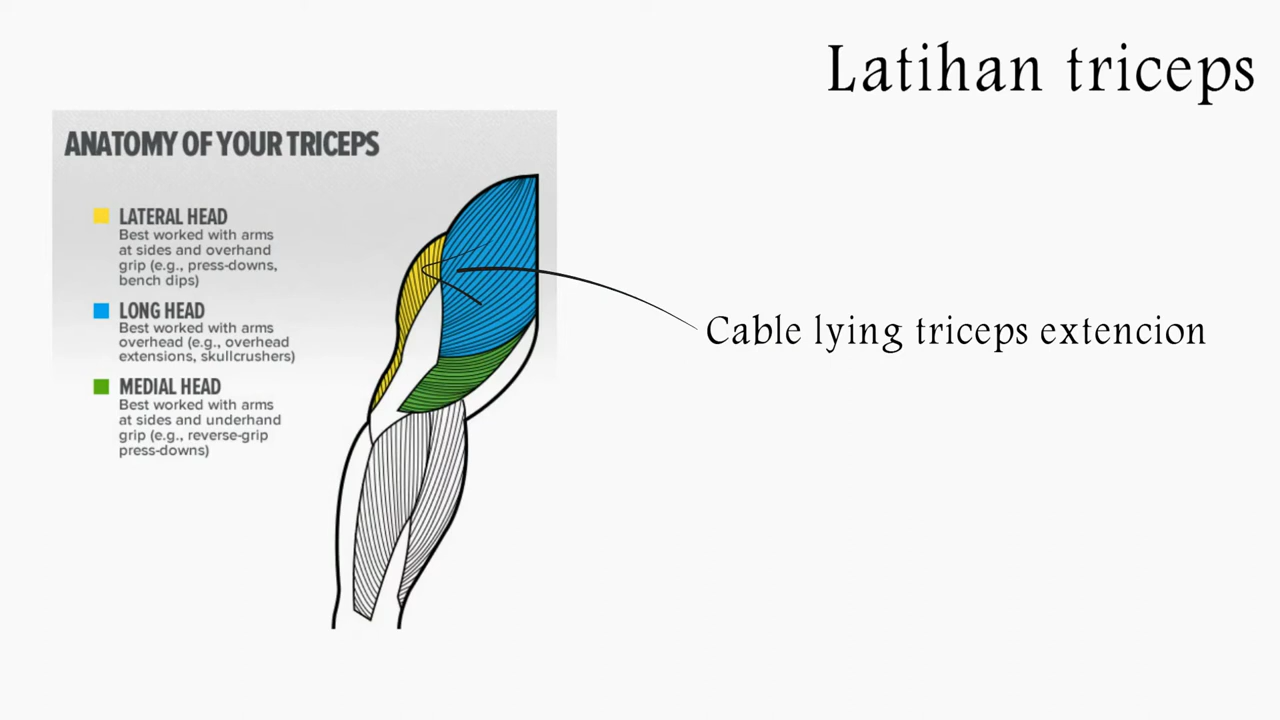 Latihan triceps
ANATOMY OF YOUR TRICEPS
LATERAL HEAD
Best worked with arms
at sides and overhand
grip (e.g., press-downs,
bench dips)
LONG HEAD
Best worked with arms
overhead (e.g., overhead
extensions, skullcrushers)
MEDIAL HEAD
Best worked with arms
at sides and underhand
grip (e.g., reverse-grip
press-downs)
Cable lying triceps extencion